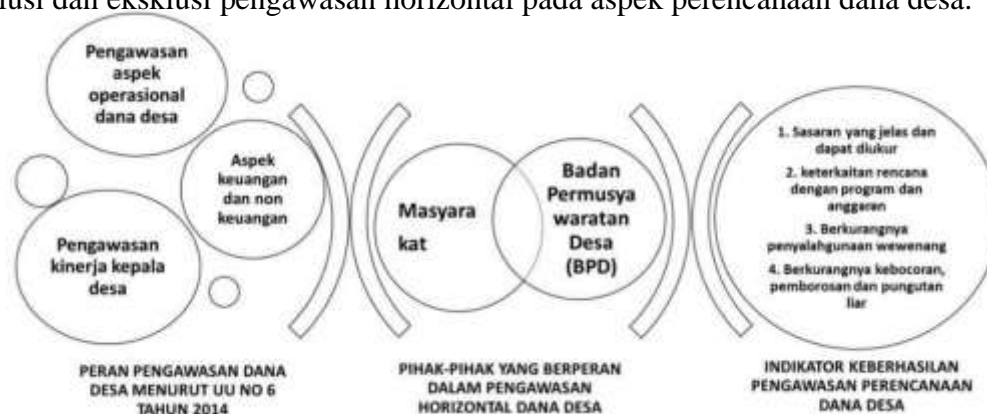 lusi dan eksklusi pengawasan horizontal pada aspek perencanaan dana desa.
Pengawasan
aspek
operasional
dana desa
Aspek
keuangan
dan non
keuangan
Pengawasan
kinerja kepala
desa
PERAN PENGAWASAN DANA
DESA MENURUT UU NO 6
TAHUN 2014
Masyara
kat
Badan
Permusya
waratan
Desa
(BPD)
PIHAK-PIHAK YANG BERPERAN
DALAM PENGAWASAN
HORIZONTAL DANA DESA
1. Sasaran yang jelas dan
dapat diukur
2. keterkaitan rencana
dengan program dan
anggaran
3. Berkurangnya
penyalahgunaan wewenang
4. Berkurangnya kebocoran,
pemborosan dan pungutan
liar
INDIKATOR KEBERHASILAN
PENGAWASAN PERENCANAAN
DANA DESA